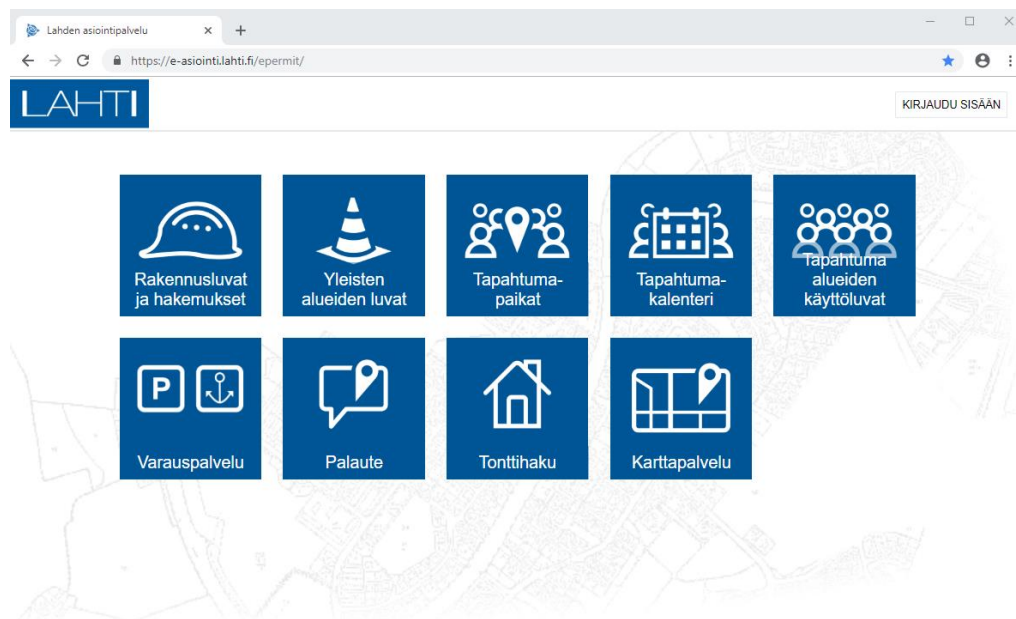 Lahden asiointipalvelu
https://e-asiointi.lahti.fi/epermit/
LAHTI
KIRJAUDU SISÄÄN
Rakennusluvat
ja hakemukset
Yleisten
alueiden luvat
Tapahtuma-
paikat
Tapahtuma-
kalenteri
Tapahtuma
alueiden
käyttöluvat
P
Varauspalvelu
Palaute
Tonttihaku
Karttapalvelu